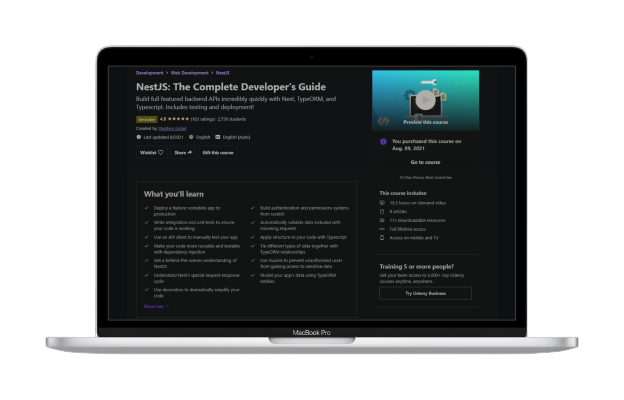 Development > Web Development > NestJS
NestJS: The Complete Developer's Guide
Build full featured backend APIs incredibly quickly with Nest, TypeORM, and
Typescript. Includes testing and deployment!
Bestseller 4.8 ★★★★★ (163 ratings) 2,759 students
Created by Stephen Grider
Last updated 8/2021 English English [Auto]
Wishlist Share Gift this course
Preview this course
You purchased this course on
Aug. 09, 2021
Go to course
30-Day Money-Back Guarantee
What you'll learn
Deploy a feature-complete app to
production
Write integration and unit tests to ensure
your code is working
Use an API client to manually test your app
Make your code more reusable and testable
with dependency injection
Get a behind-the-scenes understanding of
NestJS
Understand Nest's special request-response
cycle
Use decorators to dramatically simplify your
code
Build authentication and permissions systems
from scratch
Automatically validate data included with
incoming requests
Apply structure to your code with Typescript
Tie different types of data together with
TypeORM relationships
Use Guards to prevent unauthorized users
from gaining access to sensitive data
Model your app's data using TypeORM
entities
Show less
This course includes:
19.5 hours on-demand video
9 articles
111 downloadable resources
Full lifetime access
Access on mobile and TV
Training 5 or more people?
Get your team access to 6,000+ top Udemy
courses anytime, anywhere.
Try Udemy Business
MacBook Pro